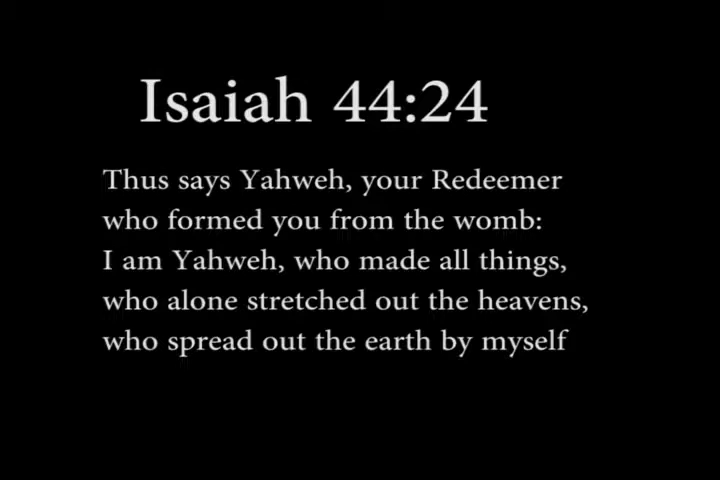 Isaiah 44:24
Thus says Yahweh, your Redeemer
who formed you from the womb:
I am Yahweh, who made all things,
who alone stretched out the heavens,
who spread out the earth by myself